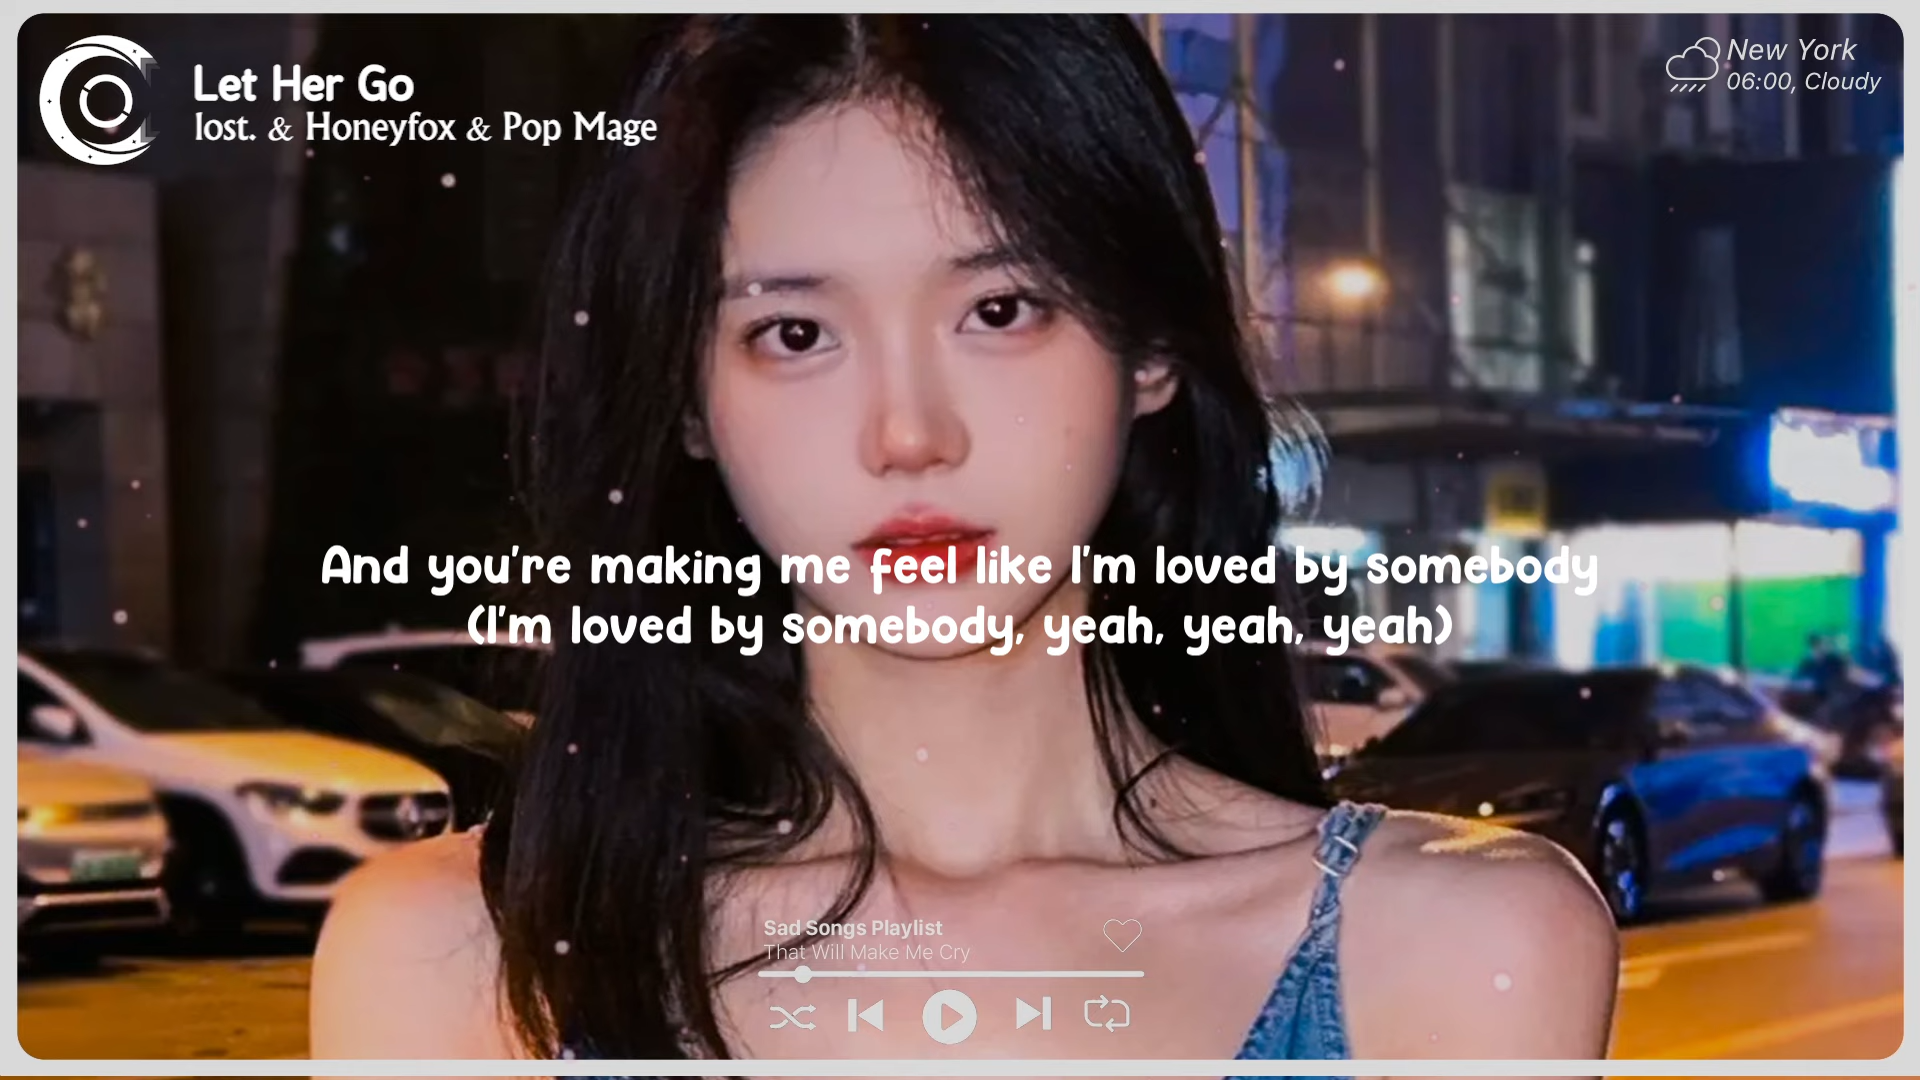 Let Her Go
lost. & Honeyfox & Pop Mage
New York
06:00, Cloudy
And you're making me feel like I'm loved by somebody
(I'm loved by somebody, yeah, yeah, yeah)
Sad Songs Playlist
That Will Make Me Cry